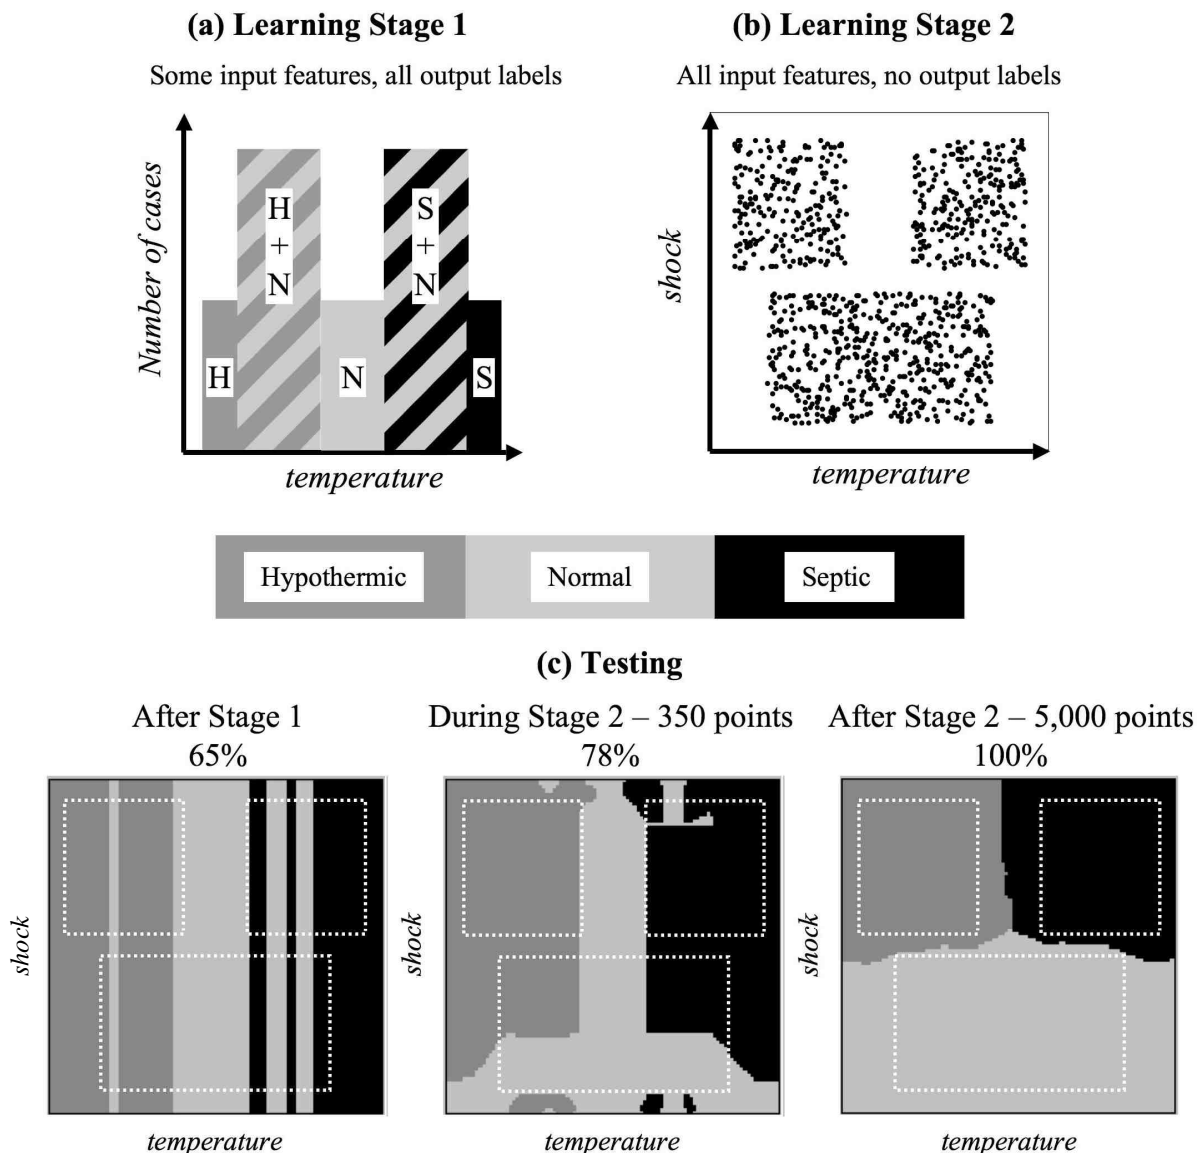 (a) Learning Stage 1
Some input features, all output labels
Number of cases
H
+
N
S
+
N
H
N
S
temperature
(b) Learning Stage 2
All input features, no output labels
shock
temperature
Hypothermic
Normal
Septic
(c) Testing
After Stage 1
65%
shock
temperature
During Stage 2 – 350 points
78%
shock
temperature
After Stage 2 – 5,000 points
100%
shock
temperature